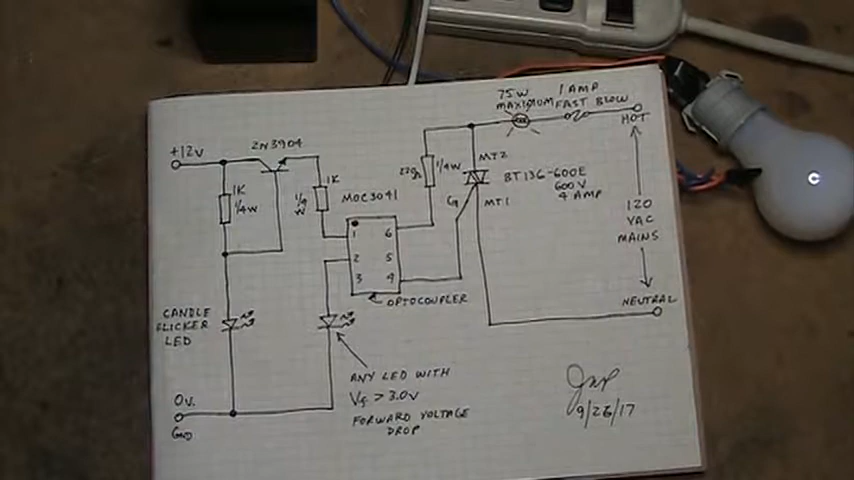 75W
MAXIMUM
1 AMP
FAST BLOW
HOT
+12V
2N3904
1K
1/4W
1K
1/4
W
MOC3041
220Ω
1/4W
MT2
BT136-600E
600V
4 AMP
G
MT1
120
VAC
MAINS
1
2
3
6
5
4
OPTOCOUPLER
NEUTRAL
CANDLE
FLICKER
LED
ANY LED WITH
Vf > 3.0V
FORWARD VOLTAGE
DROP
0V.
GND
9/26/17